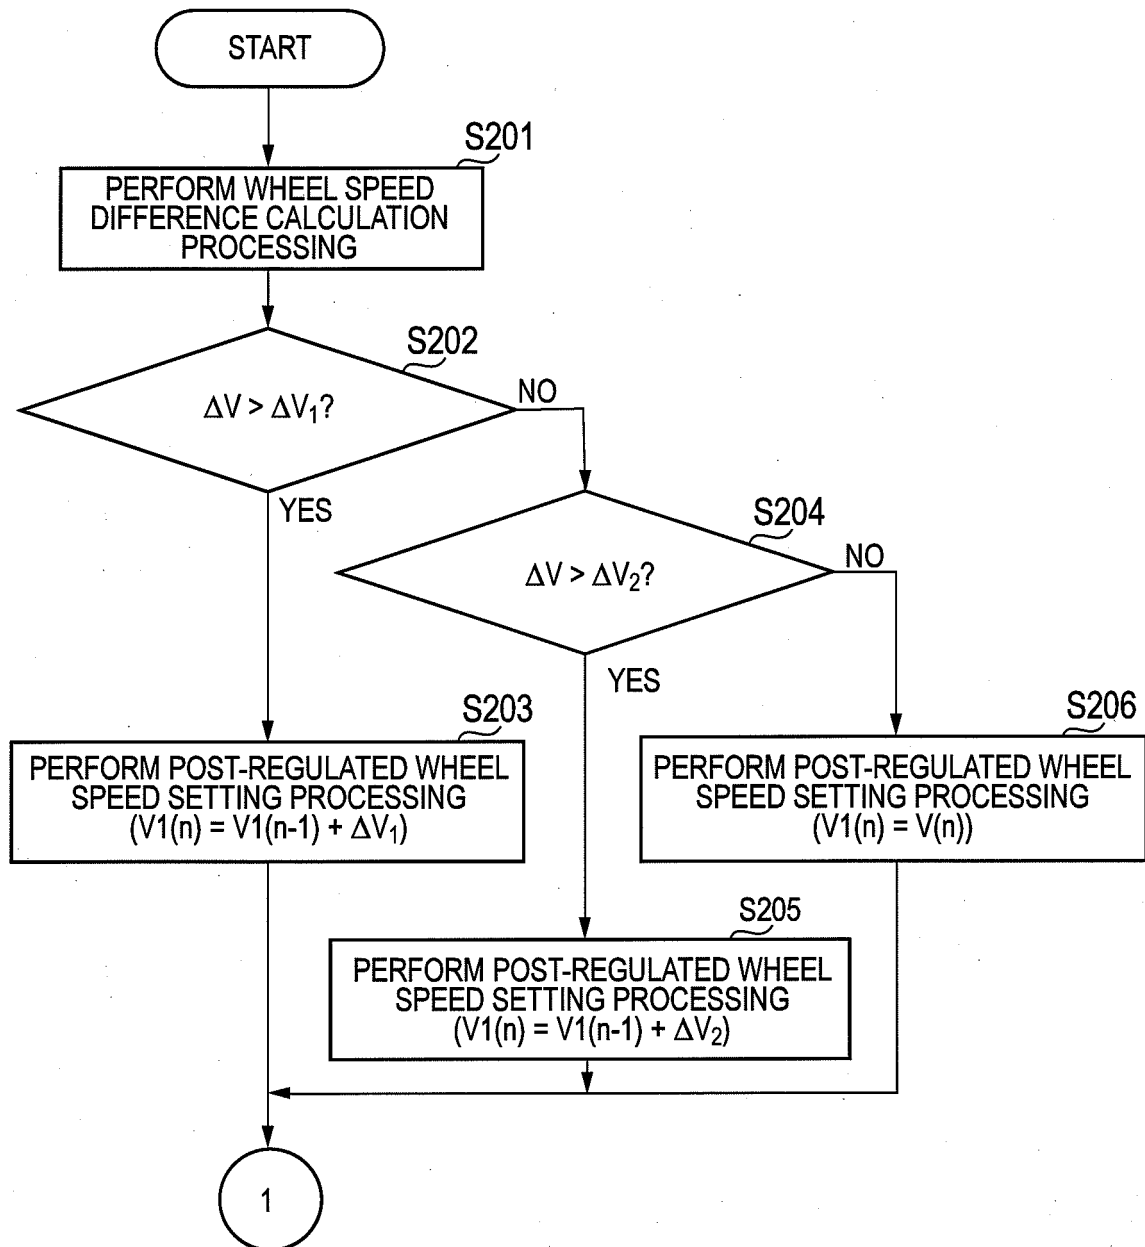 START
S201
PERFORM WHEEL SPEED
DIFFERENCE CALCULATION
PROCESSING
S202
ΔV > ΔV₁?
NO
YES
S204
ΔV > ΔV₂?
NO
YES
S203
PERFORM POST-REGULATED WHEEL
SPEED SETTING PROCESSING
(V1(n) = V1(n-1) + ΔV₁)
S206
PERFORM POST-REGULATED WHEEL
SPEED SETTING PROCESSING
(V1(n) = V(n))
S205
PERFORM POST-REGULATED WHEEL
SPEED SETTING PROCESSING
(V1(n) = V1(n-1) + ΔV₂)
1